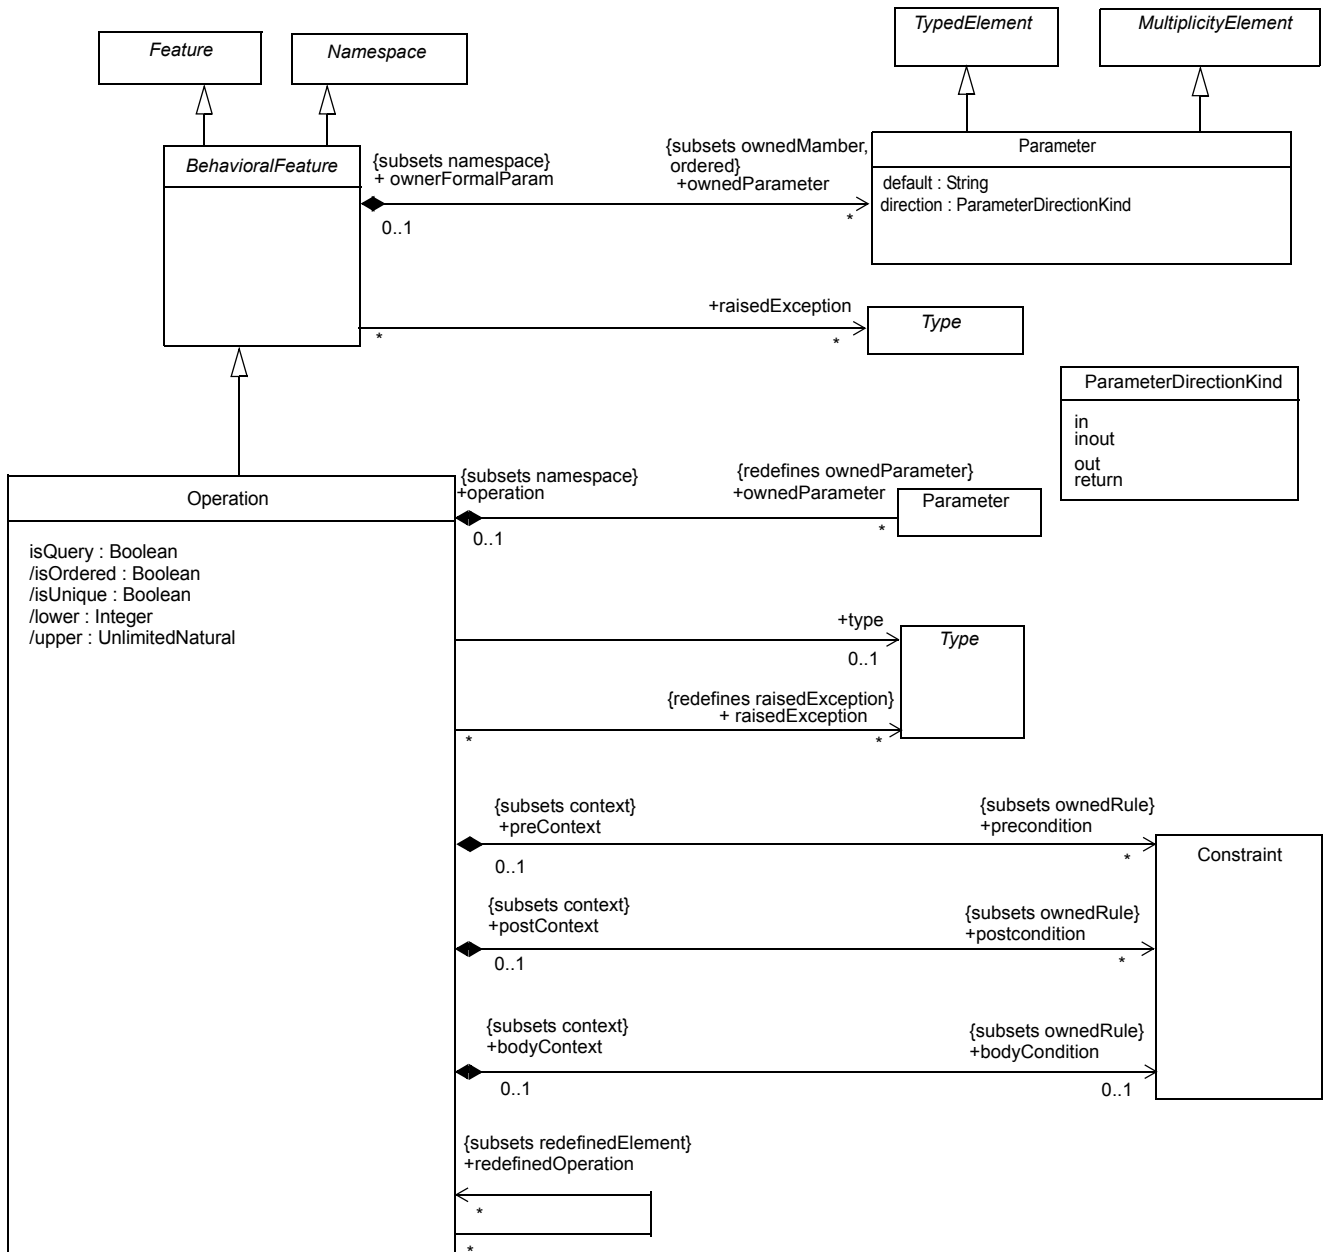 TypedElement
MultiplicityElement
Feature
Namespace
BehavioralFeature
{subsets namespace}
+ ownerFormalParam
0..1
{subsets ownedMamber,
ordered}
+ownedParameter
*
Parameter
default : String
direction : ParameterDirectionKind
+raisedException
*
*
Type
ParameterDirectionKind
in
inout
out
return
Operation
isQuery : Boolean
/isOrdered : Boolean
/isUnique : Boolean
/lower : Integer
/upper : UnlimitedNatural
{subsets namespace}
+operation
0..1
{redefines ownedParameter}
+ownedParameter
*
Parameter
+type
0..1
Type
{redefines raisedException}
+ raisedException
*
*
{subsets context}
+preContext
0..1
{subsets ownedRule}
+precondition
*
Constraint
{subsets context}
+postContext
0..1
{subsets ownedRule}
+postcondition
*
{subsets context}
+bodyContext
0..1
{subsets ownedRule}
+bodyCondition
0..1
{subsets redefinedElement}
+redefinedOperation
*
*